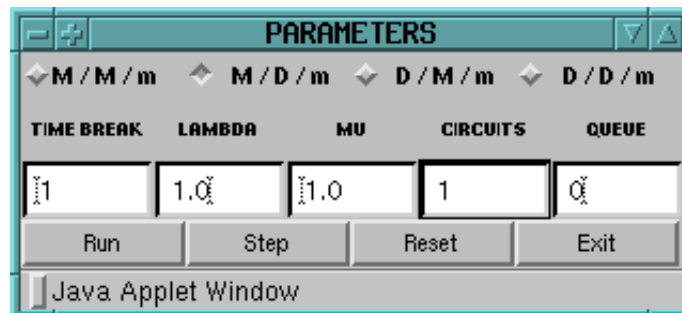 PARAMETERS
M/M/m M/D/m D/M/m D/D/m
TIME BREAK LAMBDA MU CIRCUITS QUEUE
1 1.0 1.0 1 0
Run Step Reset Exit
Java Applet Window